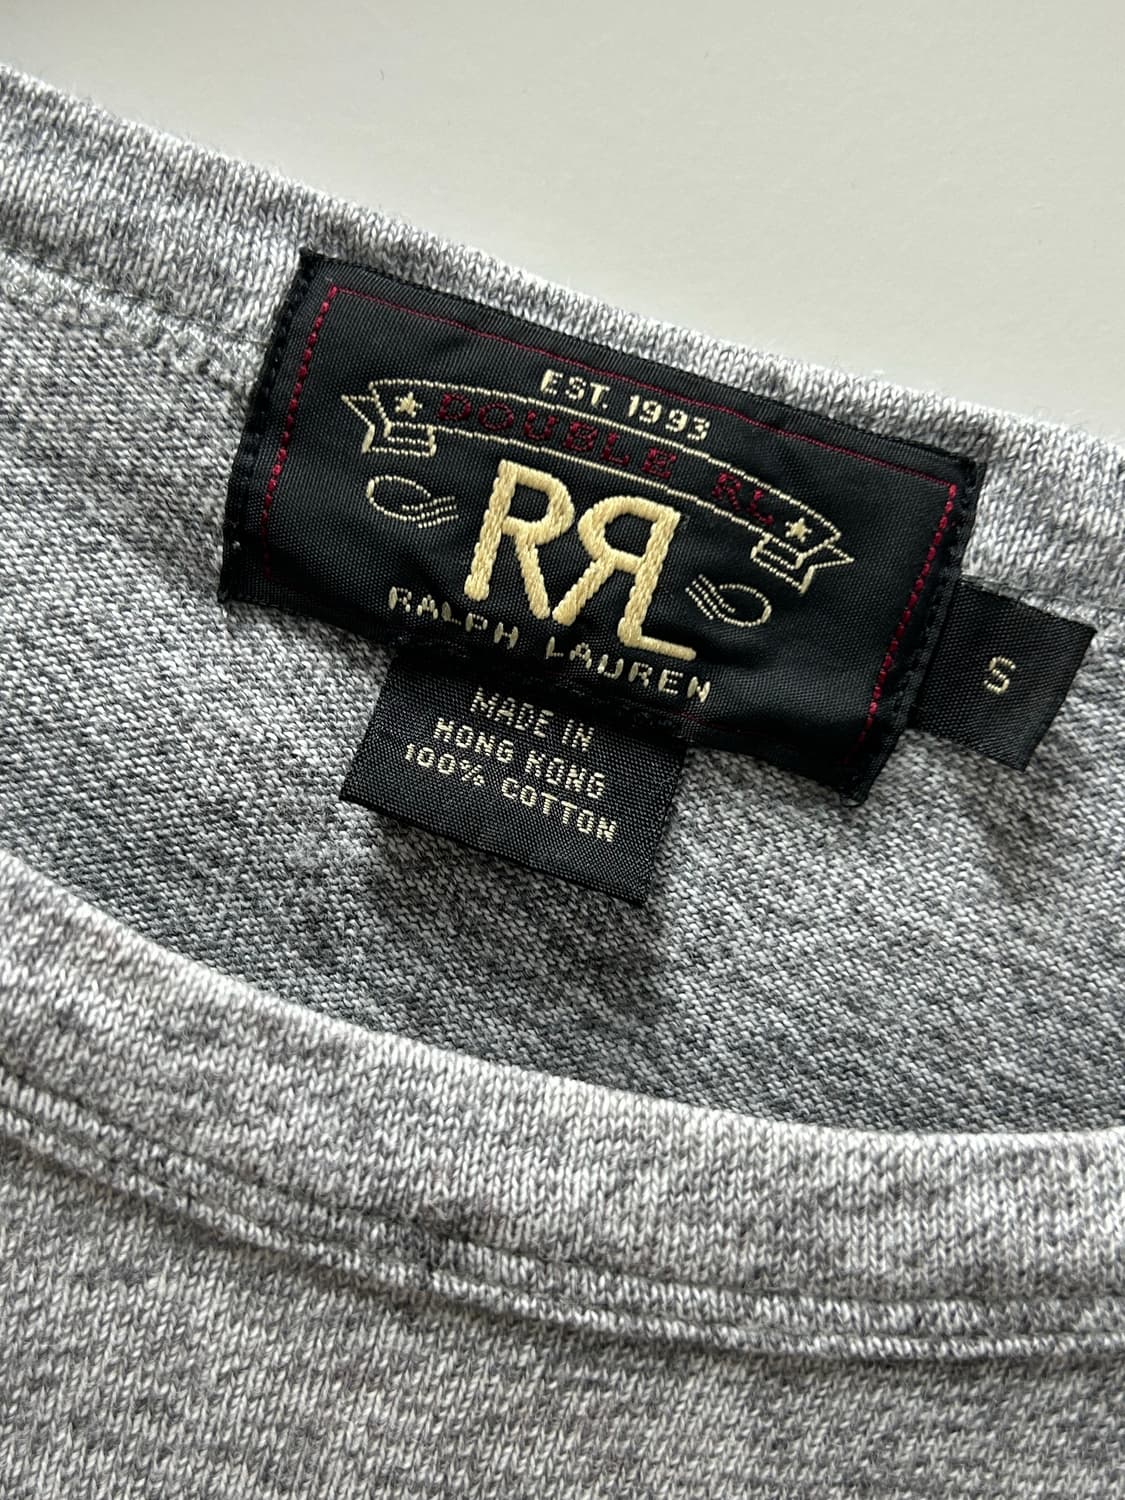 EST. 1993
DOUBLE RL
RRL
RALPH LAUREN
S
MADE IN
HONG KONG
100% COTTON